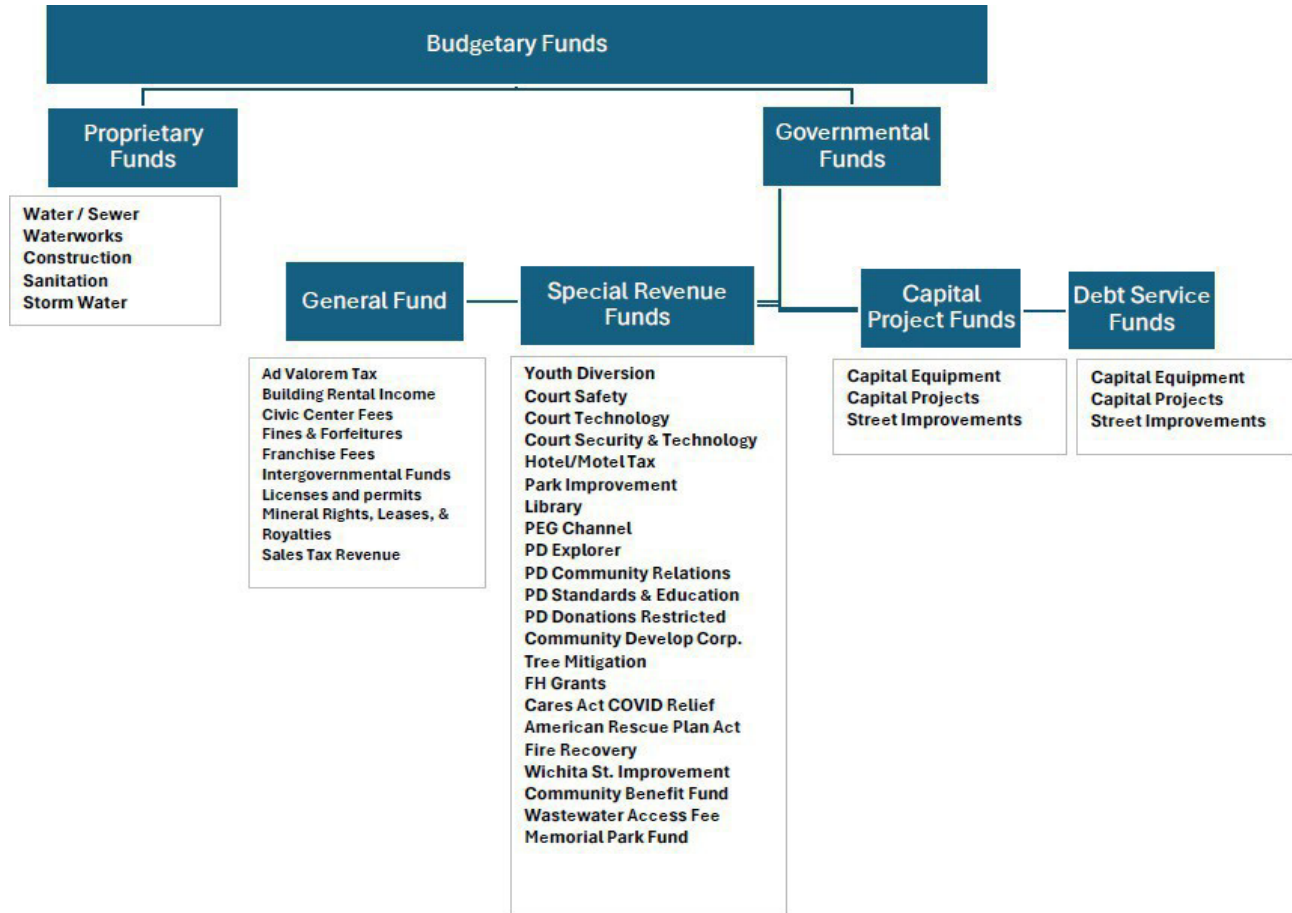 Budgetary Funds
Proprietary
Funds
Governmental
Funds
Water / Sewer
Waterworks
Construction
Sanitation
Storm Water
General Fund
Special Revenue
Funds
Capital
Project Funds
Debt Service
Funds
Ad Valorem Tax
Building Rental Income
Civic Center Fees
Fines & Forfeitures
Franchise Fees
Intergovernmental Funds
Licenses and permits
Mineral Rights, Leases, &
Royalties
Sales Tax Revenue
Youth Diversion
Court Safety
Court Technology
Court Security & Technology
Hotel/Motel Tax
Park Improvement
Library
PEG Channel
PD Explorer
PD Community Relations
PD Standards & Education
PD Donations Restricted
Community Develop Corp.
Tree Mitigation
FH Grants
Cares Act COVID Relief
American Rescue Plan Act
Fire Recovery
Wichita St. Improvement
Community Benefit Fund
Wastewater Access Fee
Memorial Park Fund
Capital Equipment
Capital Projects
Street Improvements
Capital Equipment
Capital Projects
Street Improvements